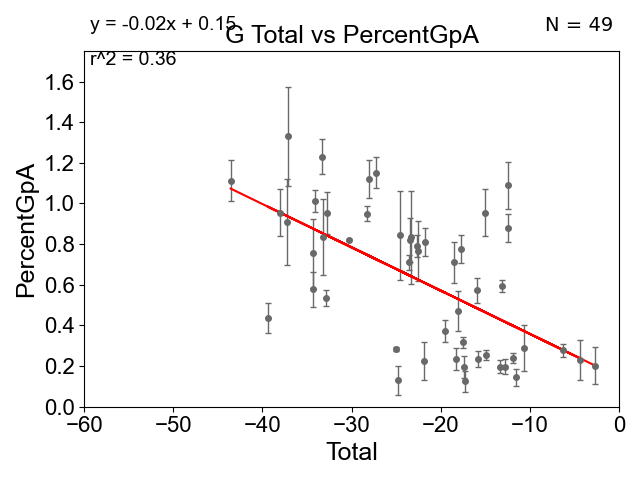 y = -0.02x + 0.15
N = 49
G Total vs PercentGpA
r^2 = 0.36
PercentGpA
1.6
1.4
1.2
1.0
0.8
0.6
0.4
0.2
0.0
−60 −50 −40 −30 −20 −10 0
Total